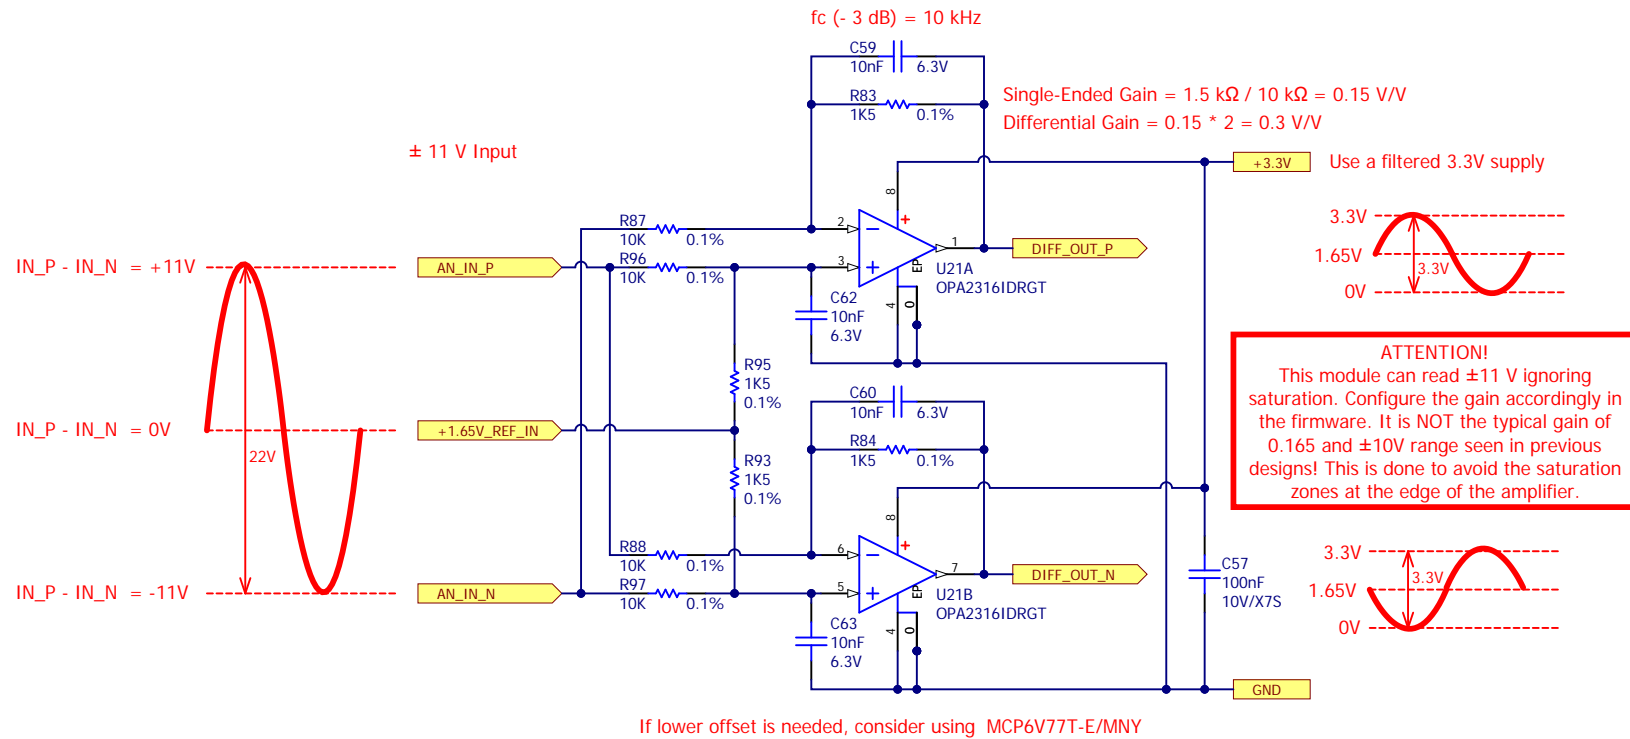 fc (- 3 dB) = 10 kHz
C59
10nF
6.3V
R83
1K5
0.1%
Single-Ended Gain = 1.5 kΩ / 10 kΩ = 0.15 V/V
Differential Gain = 0.15 * 2 = 0.3 V/V
± 11 V Input
+3.3V
Use a filtered 3.3V supply
8
R87
10K
0.1%
2
3.3V
1.65V
3.3V
0V
1
DIFF_OUT_P
IN_P - IN_N = +11V
AN_IN_P
R96
10K
0.1%
3
EP
U21A
OPA2316IDRGT
4
0
C62
10nF
6.3V
R95
1K5
0.1%
ATTENTION!
This module can read ±11 V ignoring
saturation. Configure the gain accordingly in
the firmware. It is NOT the typical gain of
0.165 and ±10V range seen in previous
designs! This is done to avoid the saturation
zones at the edge of the amplifier.
C60
10nF
6.3V
IN_P - IN_N = 0V
+1.65V_REF_IN
22V
R84
1K5
0.1%
R93
1K5
0.1%
8
R88
10K
0.1%
6
3.3V
1.65V
3.3V
0V
7
DIFF_OUT_N
C57
100nF
10V/X7S
IN_P - IN_N = -11V
AN_IN_N
R97
10K
0.1%
5
EP
U21B
OPA2316IDRGT
4
0
C63
10nF
6.3V
GND
If lower offset is needed, consider using MCP6V77T-E/MNY